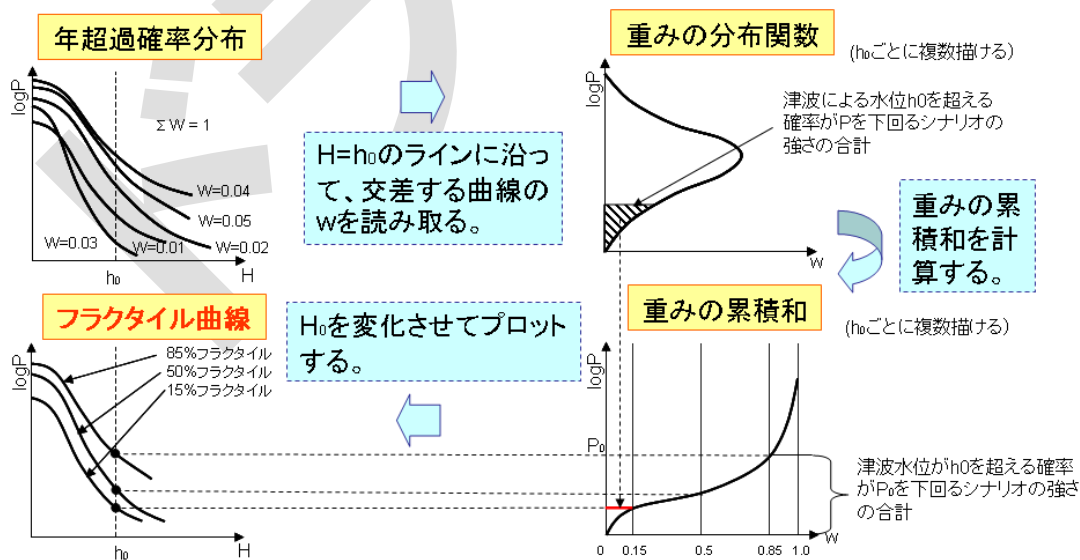 年超過確率分布
logP
ΣW = 1
W=0.04
W=0.05
W=0.03
W=0.01
W=0.02
h₀
H
H=h₀のラインに沿っ
て、交差する曲線の
wを読み取る。
重みの分布関数
(h₀ごとに複数描ける)
logP
津波による水位h0を超える
確率がPを下回るシナリオの
強さの合計
w
重みの累
積和を計
算する。
フラクタイル曲線
logP
85%フラクタイル
50%フラクタイル
15%フラクタイル
h₀
H
H₀を変化させてプロット
する。
重みの累積和
(h₀ごとに複数描ける)
logP
P₀
津波水位がh0を超える確率
がP₀を下回るシナリオの強さ
の合計
0 0.15 0.5 0.85 1.0
w
ドラ